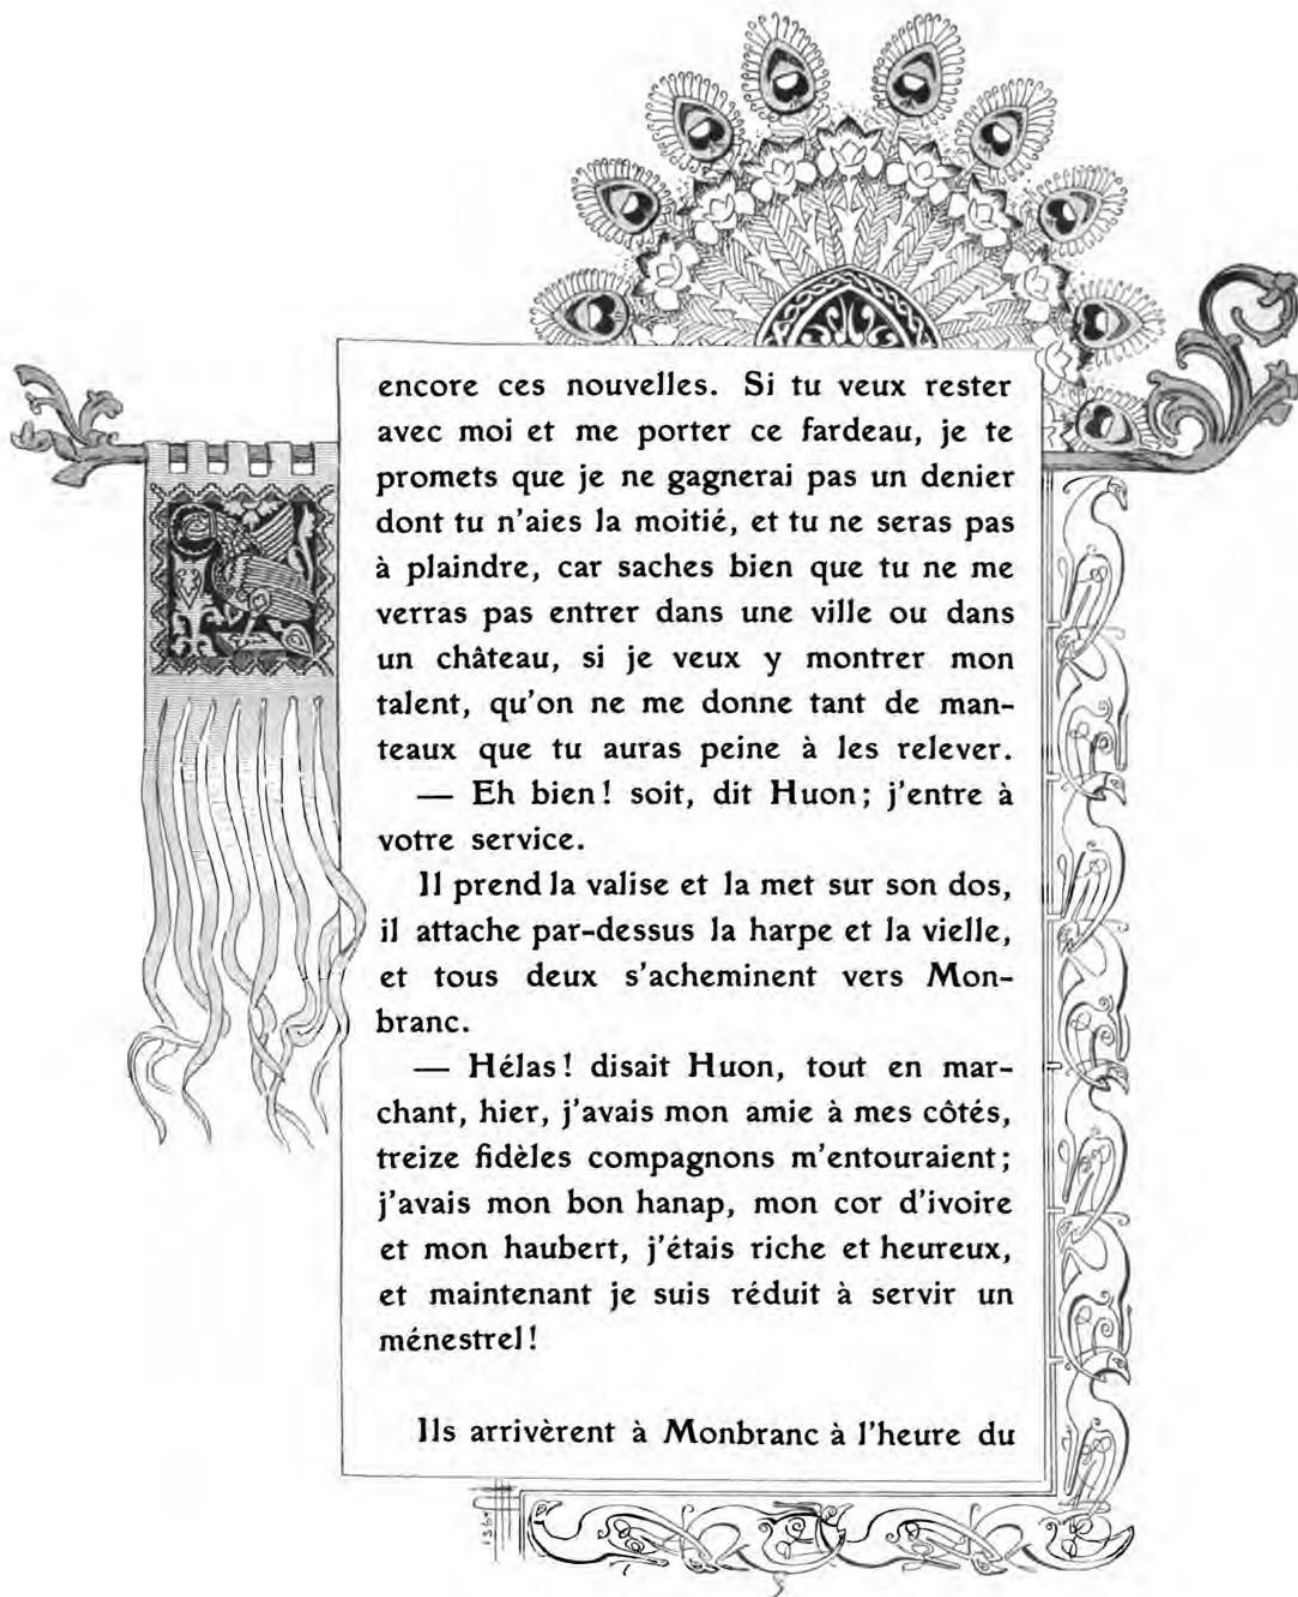 encore ces nouvelles. Si tu veux rester
avec moi et me porter ce fardeau, je te
promets que je ne gagnerai pas un denier
dont tu n'aies la moitié, et tu ne seras pas
à plaindre, car saches bien que tu ne me
verras pas entrer dans une ville ou dans
un château, si je veux y montrer mon
talent, qu'on ne me donne tant de man-
teaux que tu auras peine à les relever.
— Eh bien! soit, dit Huon; j'entre à
votre service.
Il prend la valise et la met sur son dos,
il attache par-dessus la harpe et la vielle,
et tous deux s'acheminent vers Mon-
branc.
— Hélas! disait Huon, tout en mar-
chant, hier, j'avais mon amie à mes côtés,
treize fidèles compagnons m'entouraient;
j'avais mon bon hanap, mon cor d'ivoire
et mon haubert, j'étais riche et heureux,
et maintenant je suis réduit à servir un
ménestrel!
Ils arrivèrent à Monbranc à l'heure du